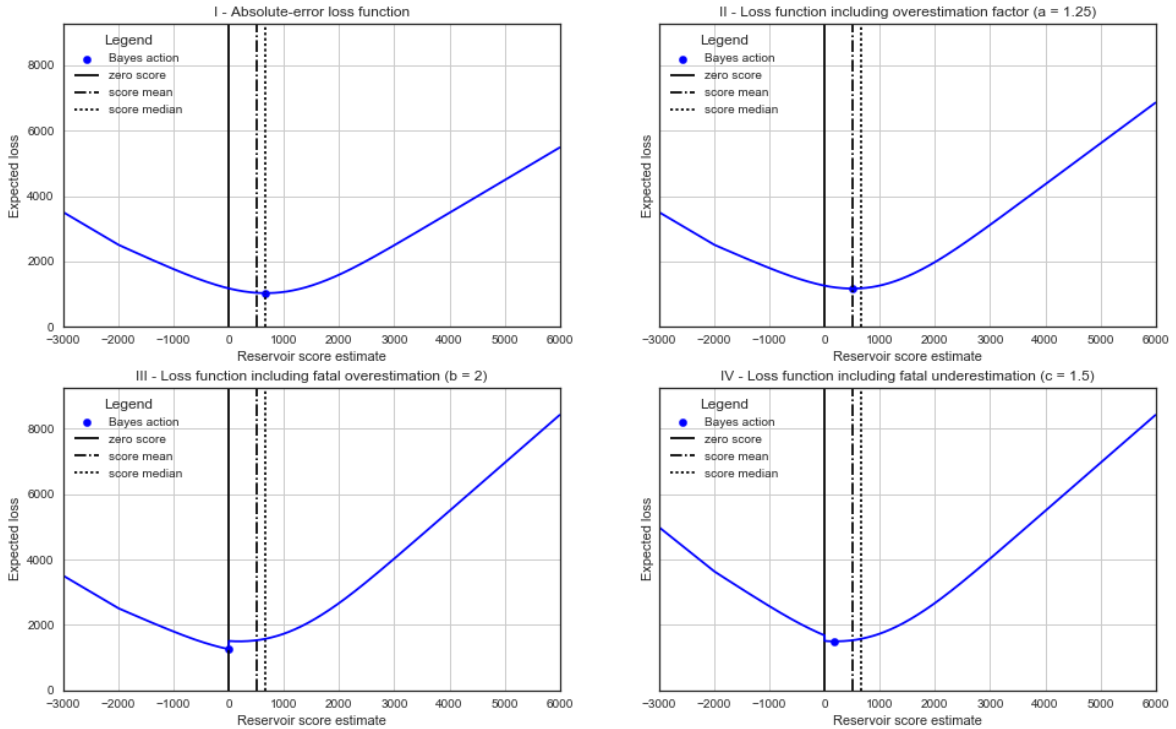 I - Absolute-error loss function
Legend
Bayes action
zero score
score mean
score median
8000
6000
4000
2000
0
Expected loss
−3000 −2000 −1000 0 1000 2000 3000 4000 5000 6000
Reservoir score estimate
II - Loss function including overestimation factor (a = 1.25)
Legend
Bayes action
zero score
score mean
score median
Expected loss
−3000 −2000 −1000 0 1000 2000 3000 4000 5000 6000
Reservoir score estimate
III - Loss function including fatal overestimation (b = 2)
Legend
Bayes action
zero score
score mean
score median
8000
6000
4000
2000
0
Expected loss
−3000 −2000 −1000 0 1000 2000 3000 4000 5000 6000
Reservoir score estimate
IV - Loss function including fatal underestimation (c = 1.5)
Legend
Bayes action
zero score
score mean
score median
Expected loss
−3000 −2000 −1000 0 1000 2000 3000 4000 5000 6000
Reservoir score estimate